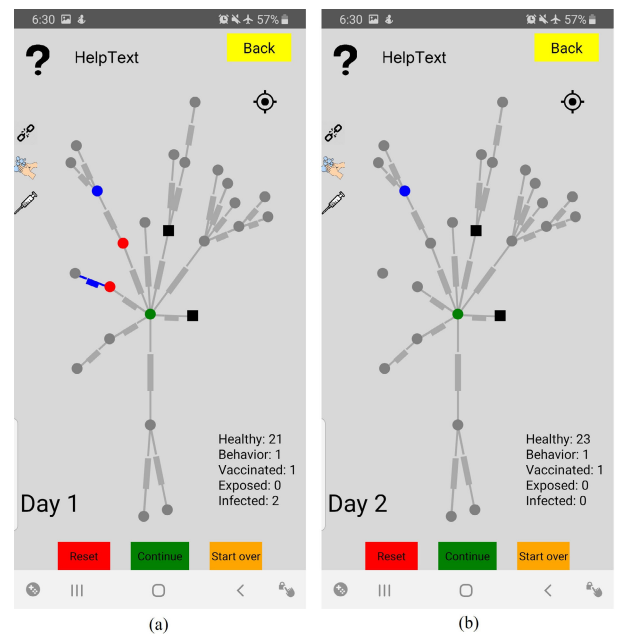 6:30 57%
? HelpText Back
Healthy: 21
Behavior: 1
Vaccinated: 1
Exposed: 0
Infected: 2
Day 1
Reset Continue Start over
(a)
6:30 57%
? HelpText Back
Healthy: 23
Behavior: 1
Vaccinated: 1
Exposed: 0
Infected: 0
Day 2
Reset Continue Start over
(b)